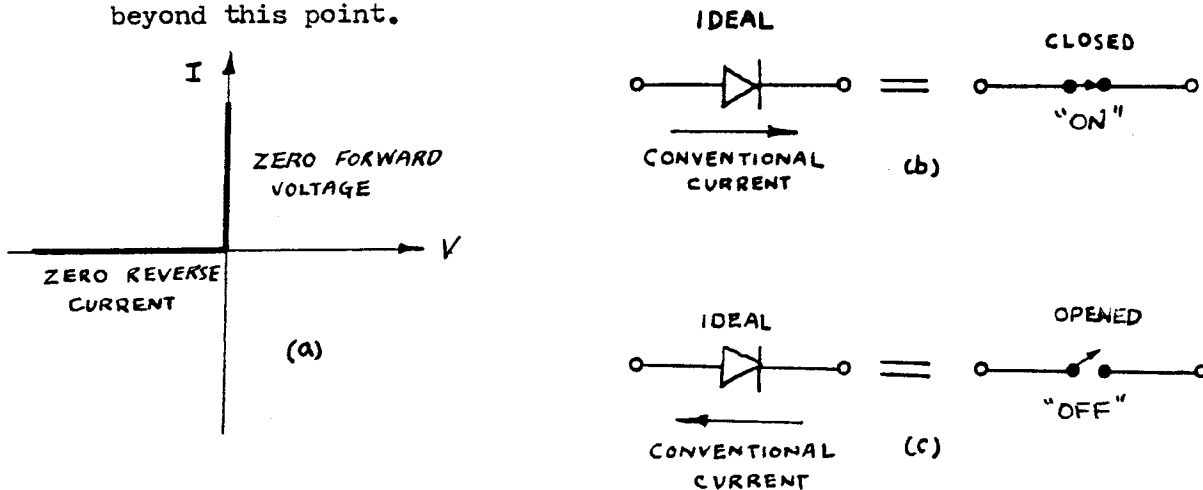 beyond this point.
I
ZERO FORWARD
VOLTAGE
V
ZERO REVERSE
CURRENT
(a)
IDEAL
CLOSED
"ON"
CONVENTIONAL
CURRENT
(b)
IDEAL
OPENED
"OFF"
CONVENTIONAL
CURRENT
(c)